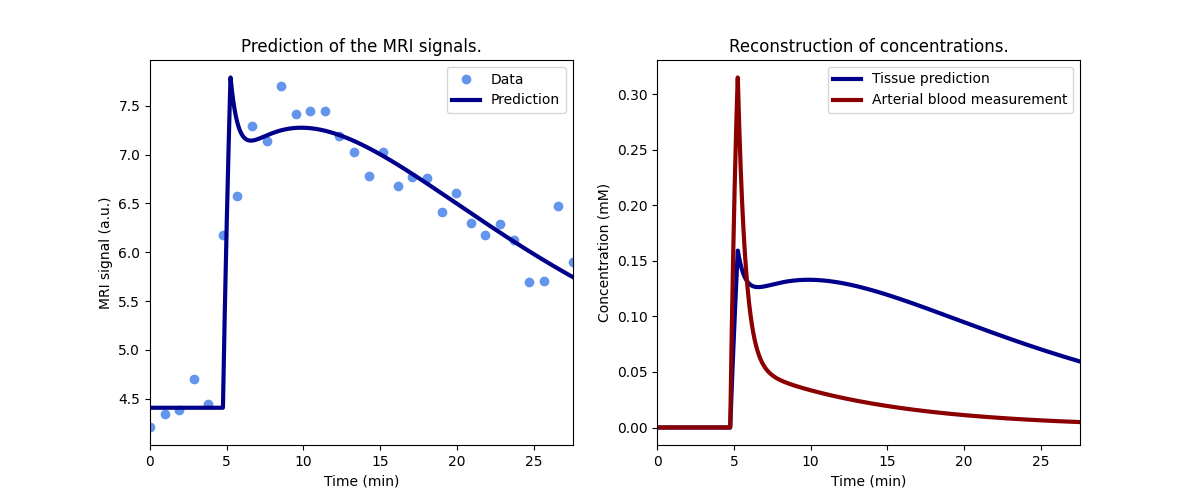 Prediction of the MRI signals.
MRI signal (a.u.)
7.5
7.0
6.5
6.0
5.5
5.0
4.5
0
5
10
15
20
25
Time (min)
Data
Prediction
Reconstruction of concentrations.
Concentration (mM)
0.30
0.25
0.20
0.15
0.10
0.05
0.00
0
5
10
15
20
25
Time (min)
Tissue prediction
Arterial blood measurement